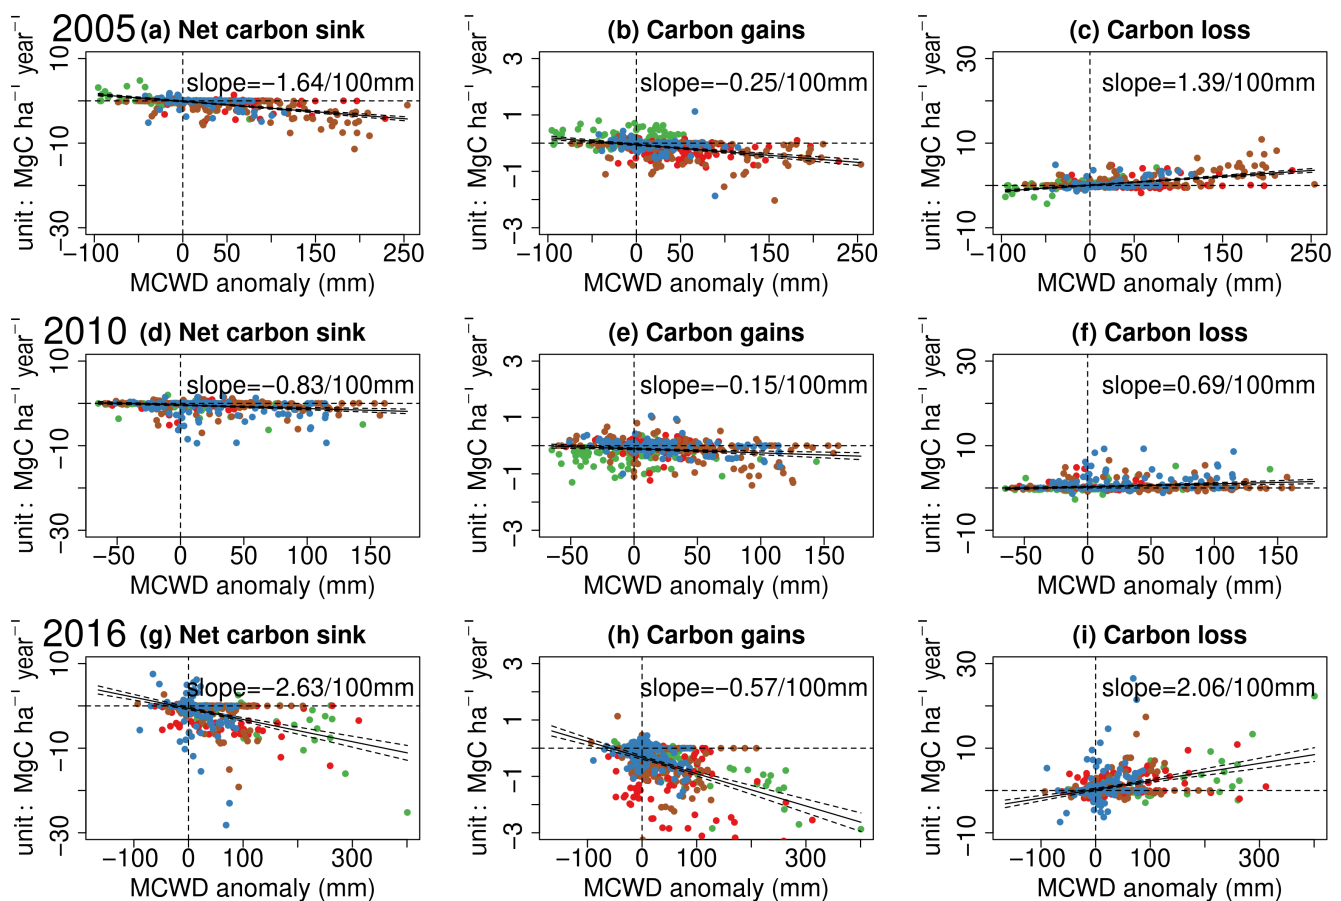 2005 (a) Net carbon sink
(b) Carbon gains
(c) Carbon loss
unit: MgC ha⁻¹ year⁻¹
10
−10
−30
slope=−1.64/100mm
−100 0 50 150 250
MCWD anomaly (mm)
unit: MgC ha⁻¹ year⁻¹
3
1
−1
−3
slope=−0.25/100mm
−100 0 50 150 250
MCWD anomaly (mm)
unit: MgC ha⁻¹ year⁻¹
30
10
−10
slope=1.39/100mm
−100 0 50 150 250
MCWD anomaly (mm)
2010 (d) Net carbon sink
(e) Carbon gains
(f) Carbon loss
unit: MgC ha⁻¹ year⁻¹
10
−10
−30
slope=−0.83/100mm
−50 0 50 100 150
MCWD anomaly (mm)
unit: MgC ha⁻¹ year⁻¹
3
1
−1
−3
slope=−0.15/100mm
−50 0 50 100 150
MCWD anomaly (mm)
unit: MgC ha⁻¹ year⁻¹
30
10
−10
slope=0.69/100mm
−50 0 50 100 150
MCWD anomaly (mm)
2016 (g) Net carbon sink
(h) Carbon gains
(i) Carbon loss
unit: MgC ha⁻¹ year⁻¹
10
−10
−30
slope=−2.63/100mm
−100 0 100 300
MCWD anomaly (mm)
unit: MgC ha⁻¹ year⁻¹
3
1
−1
−3
slope=−0.57/100mm
−100 0 100 300
MCWD anomaly (mm)
unit: MgC ha⁻¹ year⁻¹
30
10
−10
slope=2.06/100mm
−100 0 100 300
MCWD anomaly (mm)